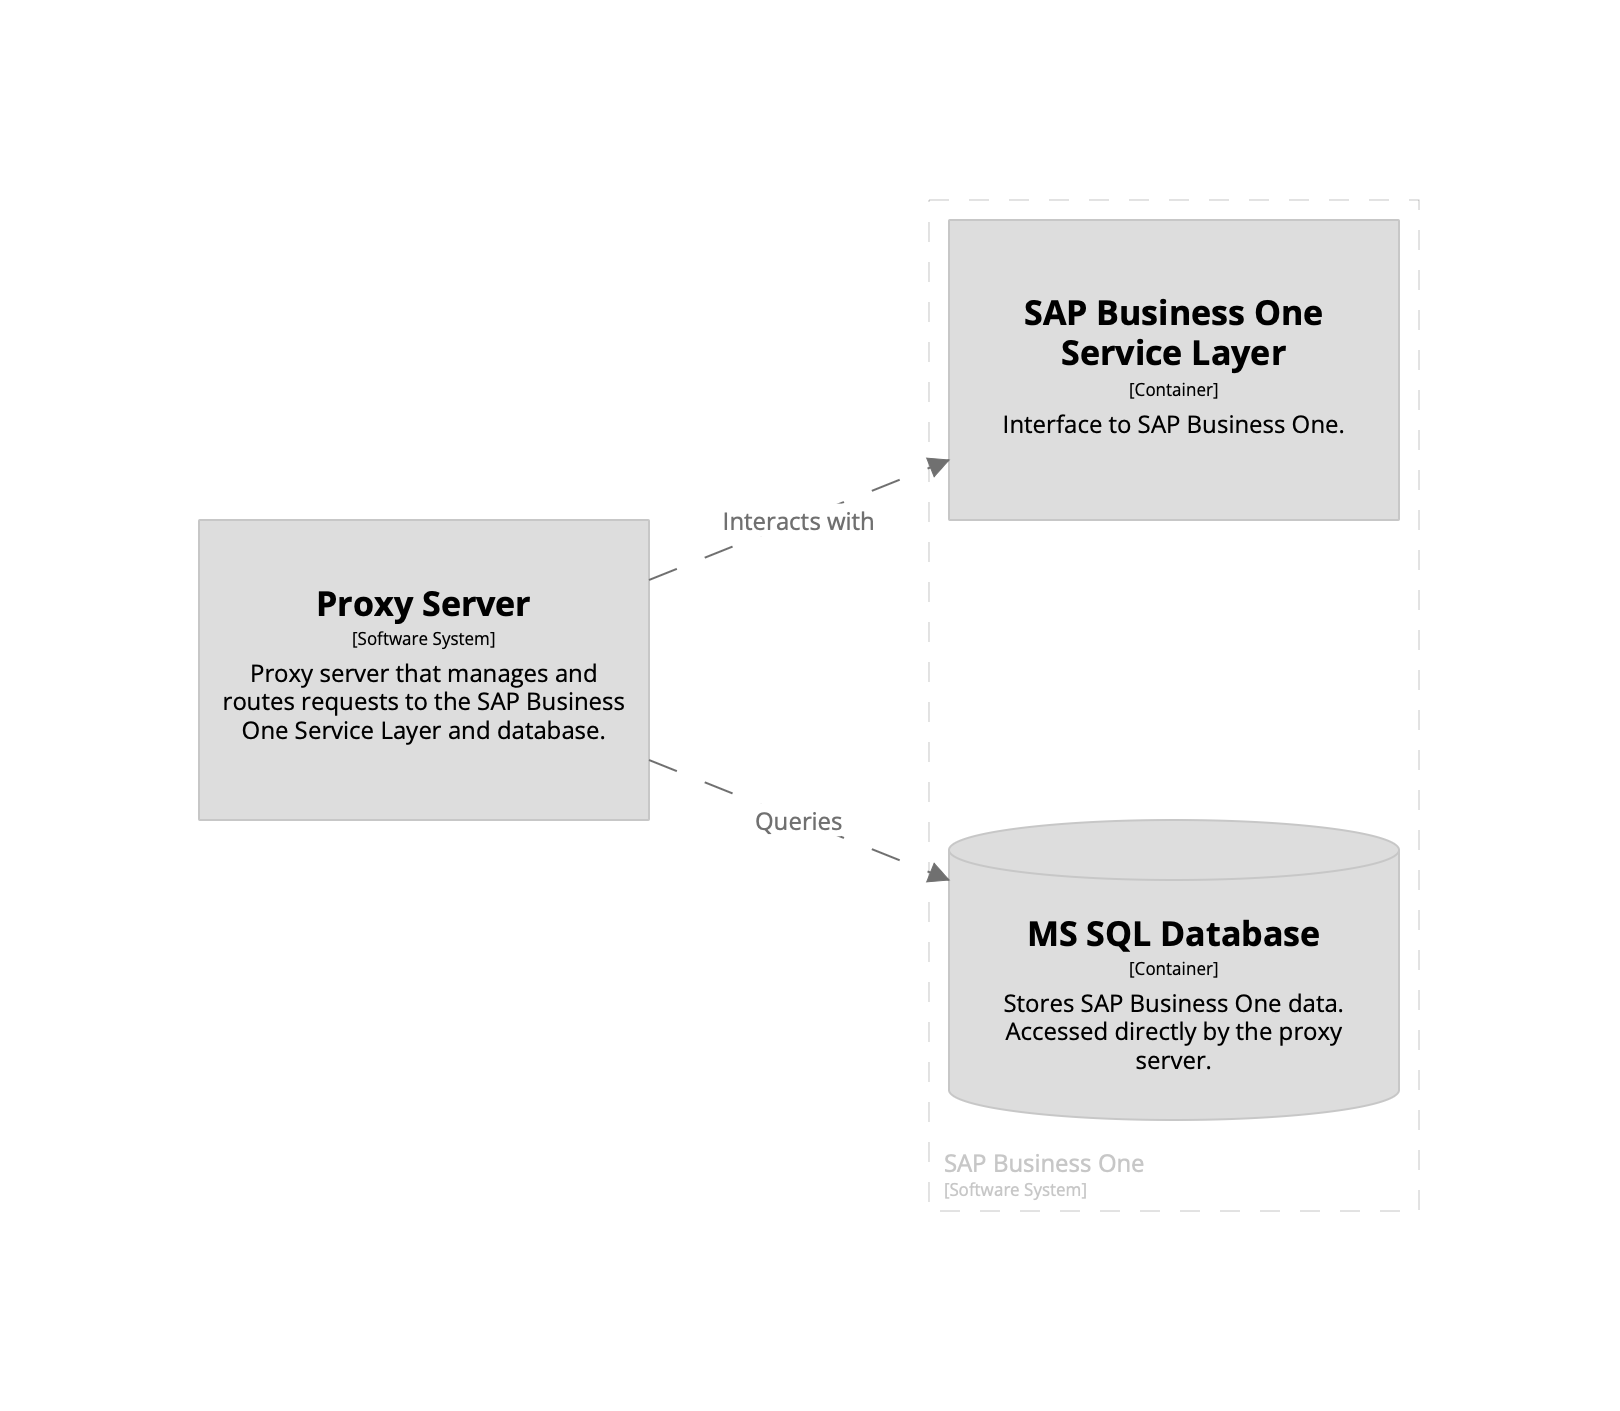 SAP Business One
Service Layer
[Container]
Interface to SAP Business One.
Interacts with
Proxy Server
[Software System]
Proxy server that manages and
routes requests to the SAP Business
One Service Layer and database.
Queries
MS SQL Database
[Container]
Stores SAP Business One data.
Accessed directly by the proxy
server.
SAP Business One
[Software System]